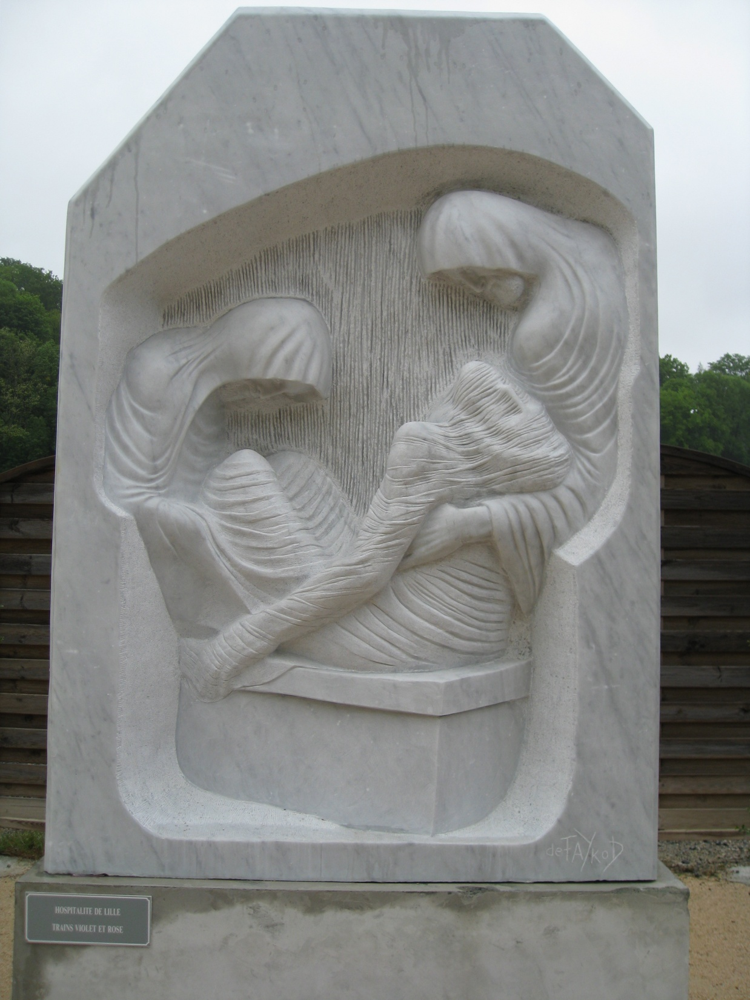 deFAYkoD
HOSPITALITE DE LILLE
TRAINS VIOLET ET ROSE